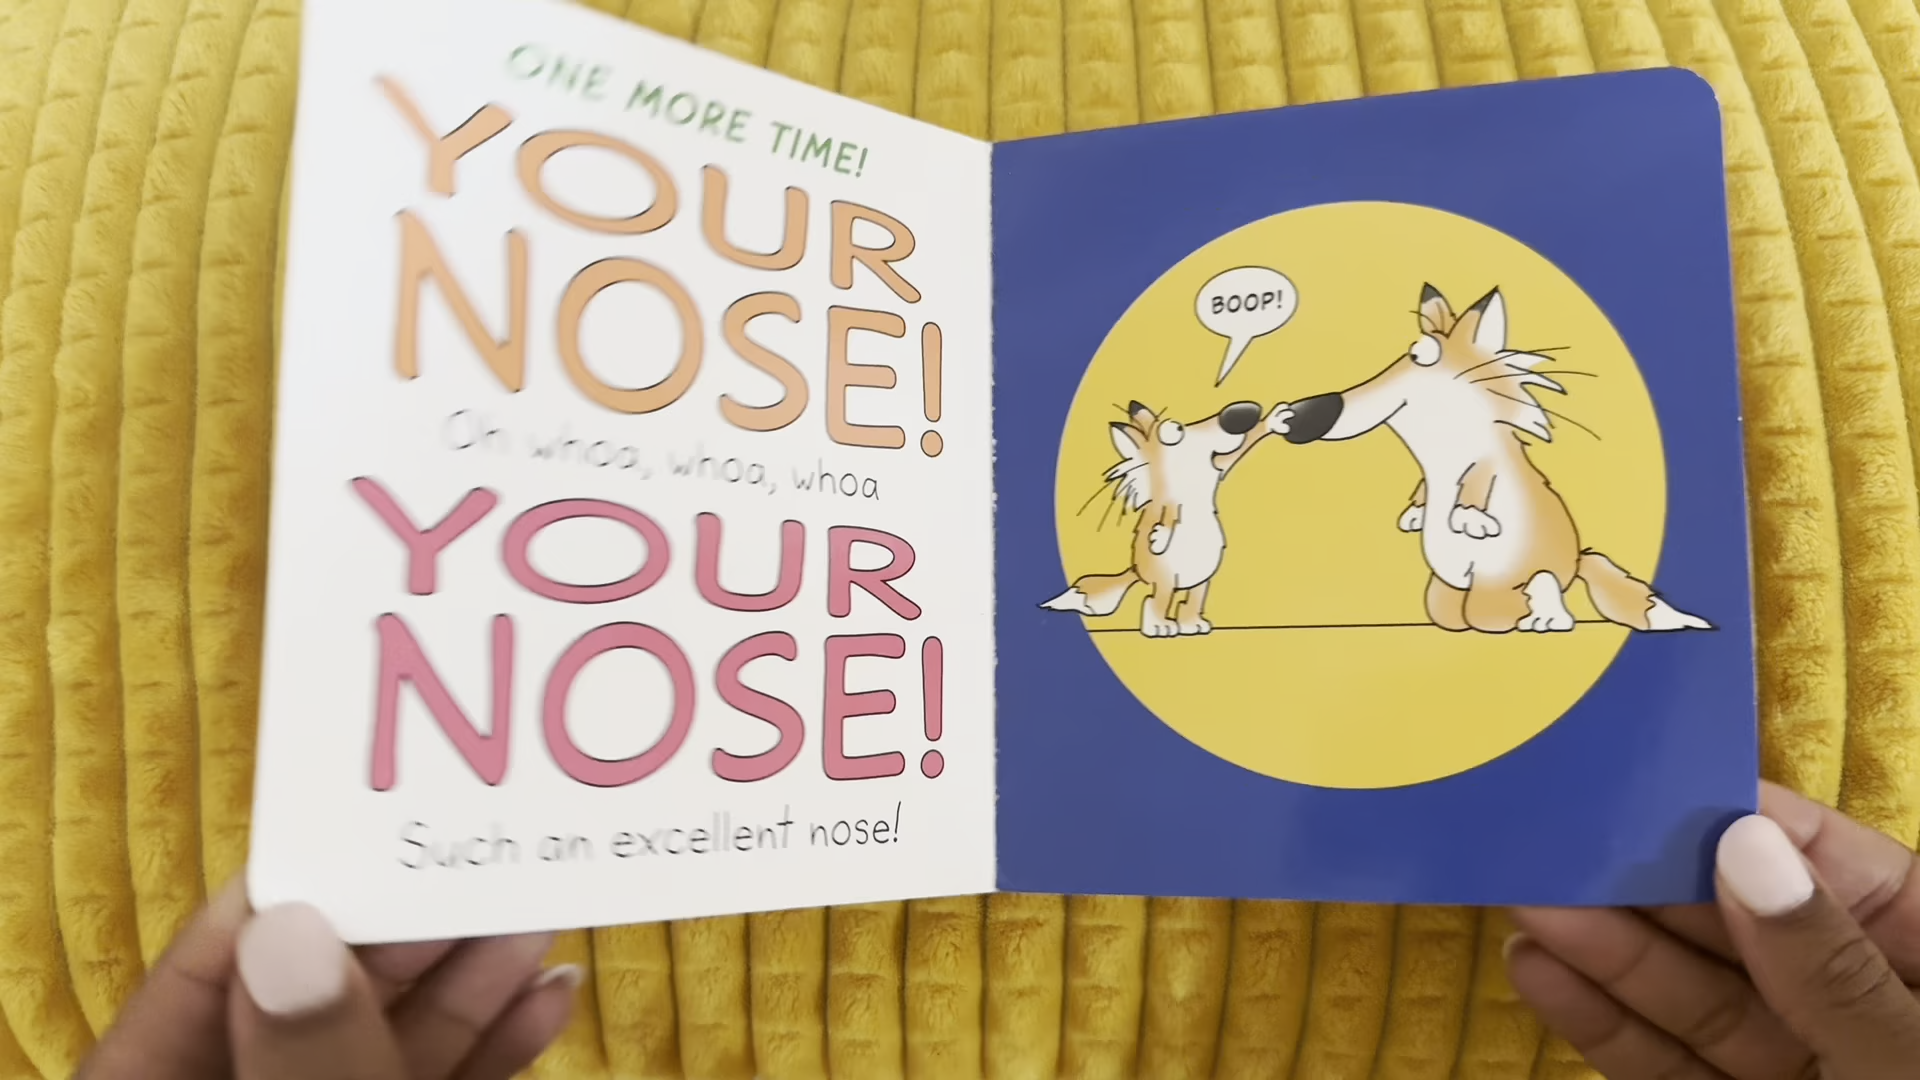 ONE MORE TIME!
YOUR
NOSE!
Oh whoa, whoa, whoa
YOUR
NOSE!
Such an excellent nose!
BOOP!